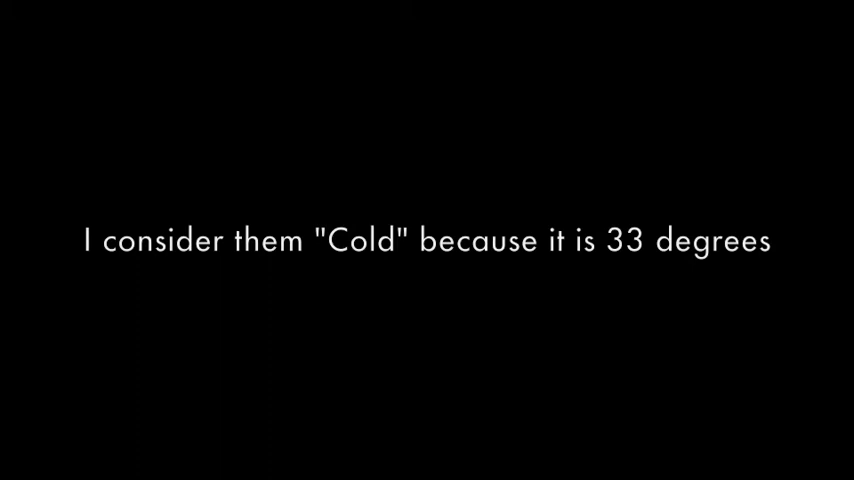 I consider them "Cold" because it is 33 degrees